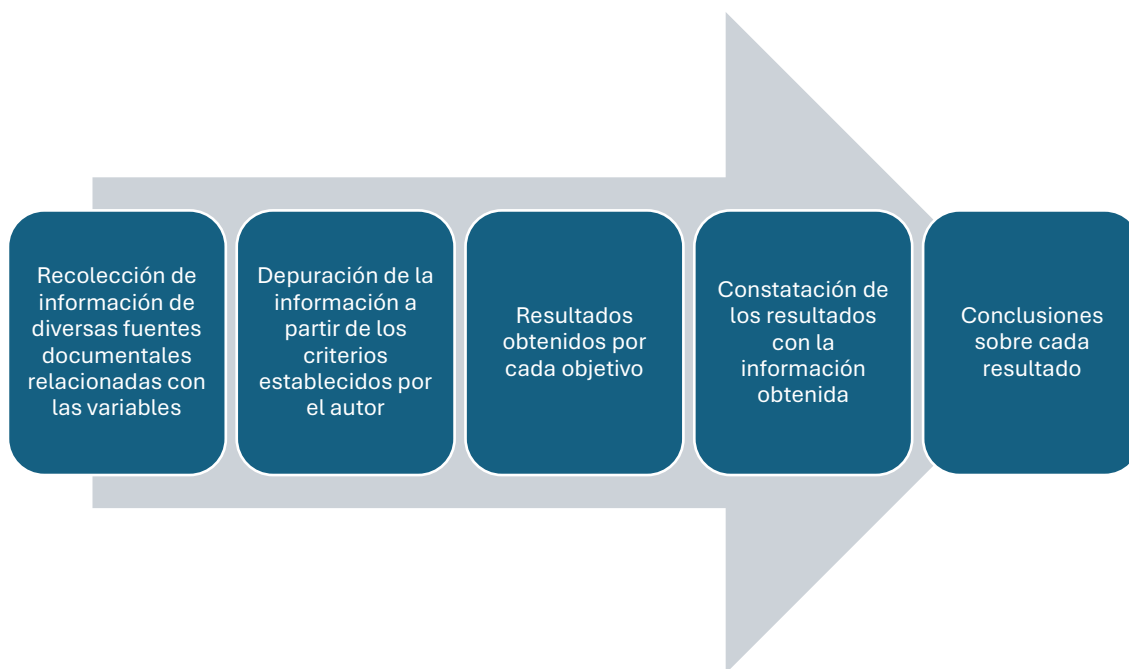 Recolección de
información de
diversas fuentes
documentales
relacionadas con
las variables
Depuración de la
información a
partir de los
criterios
establecidos por
el autor
Resultados
obtenidos por
cada objetivo
Constatación de
los resultados
con la
información
obtenida
Conclusiones
sobre cada
resultado